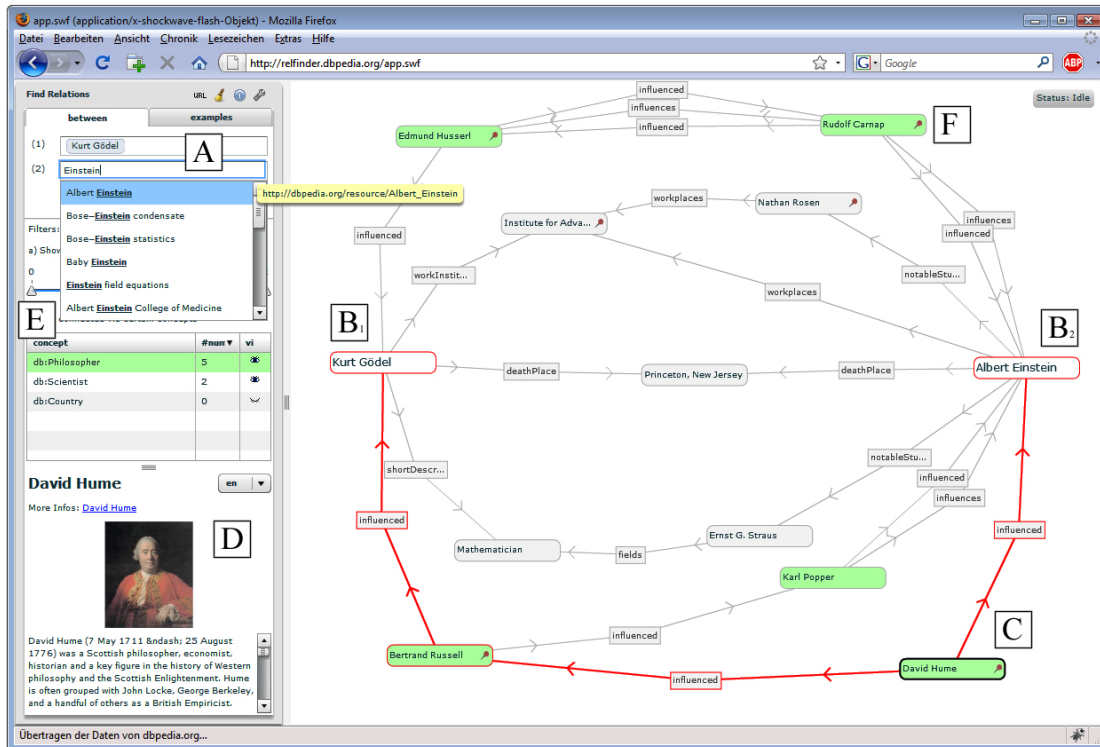 app.swf (application/x-shockwave-flash-Objekt) - Mozilla Firefox
Datei Bearbeiten Ansicht Chronik Lesezeichen Extras Hilfe
http://relfinder.dbpedia.org/app.swf
G Google
ABP
Find Relations
URL
between
examples
(1) Kurt Gödel
A
(2) Einstein
Albert Einstein
http://dbpedia.org/resource/Albert_Einstein
Bose–Einstein condensate
Bose–Einstein statistics
Baby Einstein
Einstein field equations
Albert Einstein College of Medicine
Filters:
a) Show
0
E
concept #num vi
db:Philosopher 5
db:Scientist 2
db:Country 0
David Hume
en
More Infos: David Hume
D
David Hume (7 May 1711 &ndash; 25 August
1776) was a Scottish philosopher, economist,
historian and a key figure in the history of Western
philosophy and the Scottish Enlightenment. Hume
is often grouped with John Locke, George Berkeley,
and a handful of others as a British Empiricist.
Status: Idle
influenced
influences
influenced
Edmund Husserl
Rudolf Carnap
F
workplaces
Nathan Rosen
Institute for Adva...
influences
influenced
influenced
workInstit...
notableStu...
workplaces
B1
B2
Kurt Gödel
deathPlace
Princeton, New Jersey
deathPlace
Albert Einstein
shortDescr...
notableStu...
influenced
influences
influenced
influenced
Ernst G. Straus
Mathematician
fields
Karl Popper
influenced
C
Bertrand Russell
David Hume
influenced
Übertragen der Daten von dbpedia.org...